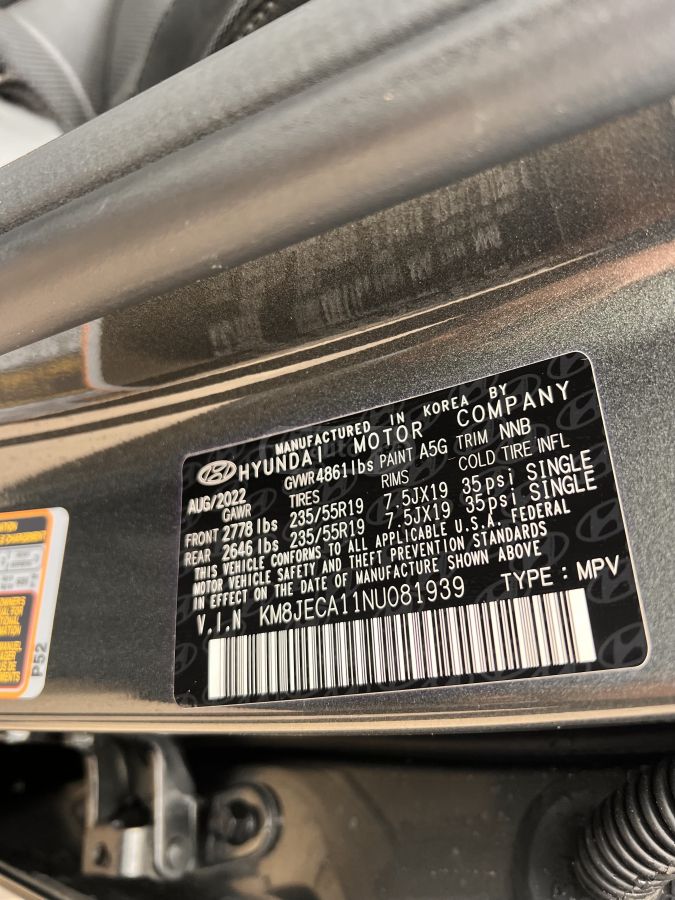 MANUFACTURED IN KOREA BY
HYUNDAI MOTOR COMPANY
AUG/2022 GVWR 4861 lbs PAINT A5G TRIM NNB
GAWR TIRES RIMS COLD TIRE INFL
FRONT 2778 lbs 235/55R19 7.5JX19 35psi SINGLE
REAR 2646 lbs 235/55R19 7.5JX19 35psi SINGLE
THIS VEHICLE CONFORMS TO ALL APPLICABLE U.S.A. FEDERAL
MOTOR VEHICLE SAFETY AND THEFT PREVENTION STANDARDS
IN EFFECT ON THE DATE OF MANUFACTURE SHOWN ABOVE
V.I.N KM8JECA11NU081939 TYPE : MPV
P52